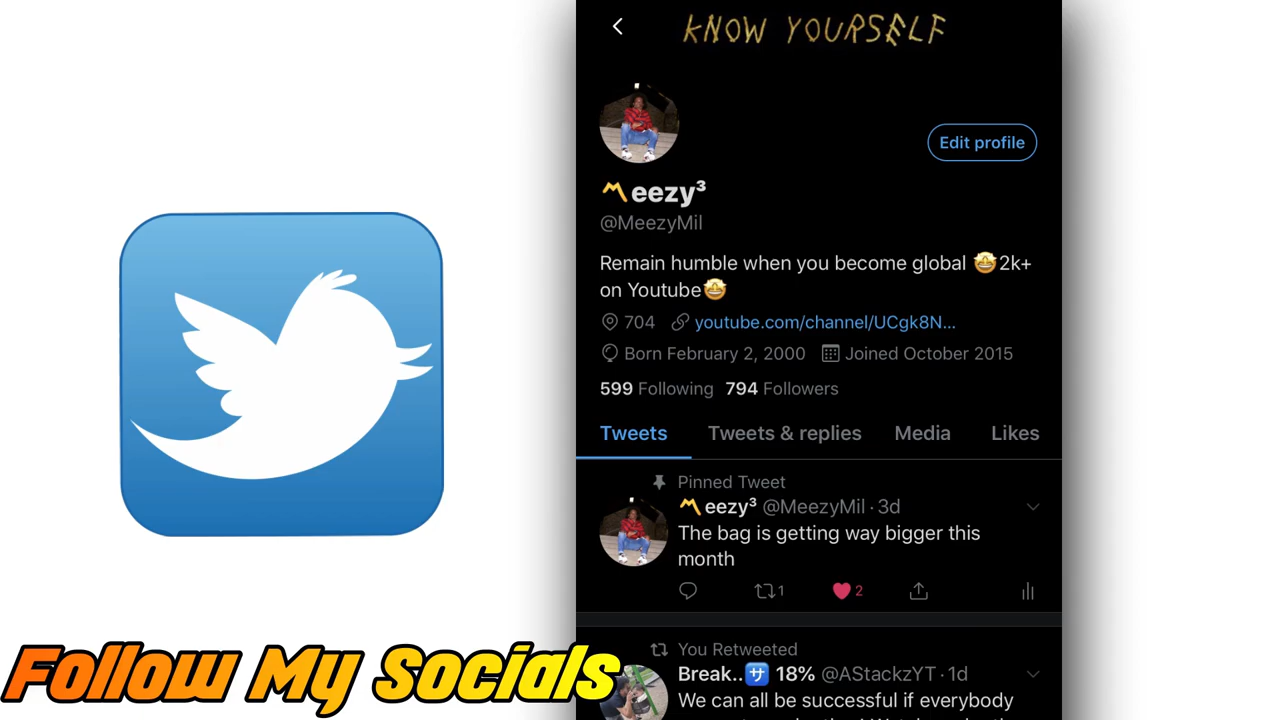 KNOW YOURSELF
Edit profile
〽️eezy³
@MeezyMil
Remain humble when you become global 🤩2k+
on Youtube🤩
704 youtube.com/channel/UCgk8N...
Born February 2, 2000 Joined October 2015
599 Following 794 Followers
Tweets Tweets & replies Media Likes
Pinned Tweet
〽️eezy³ @MeezyMil · 3d
The bag is getting way bigger this
month
1 2
You Retweeted
Break..🈂️ 18% @AStackzYT · 1d
We can all be successful if everybody
Follow My Socials